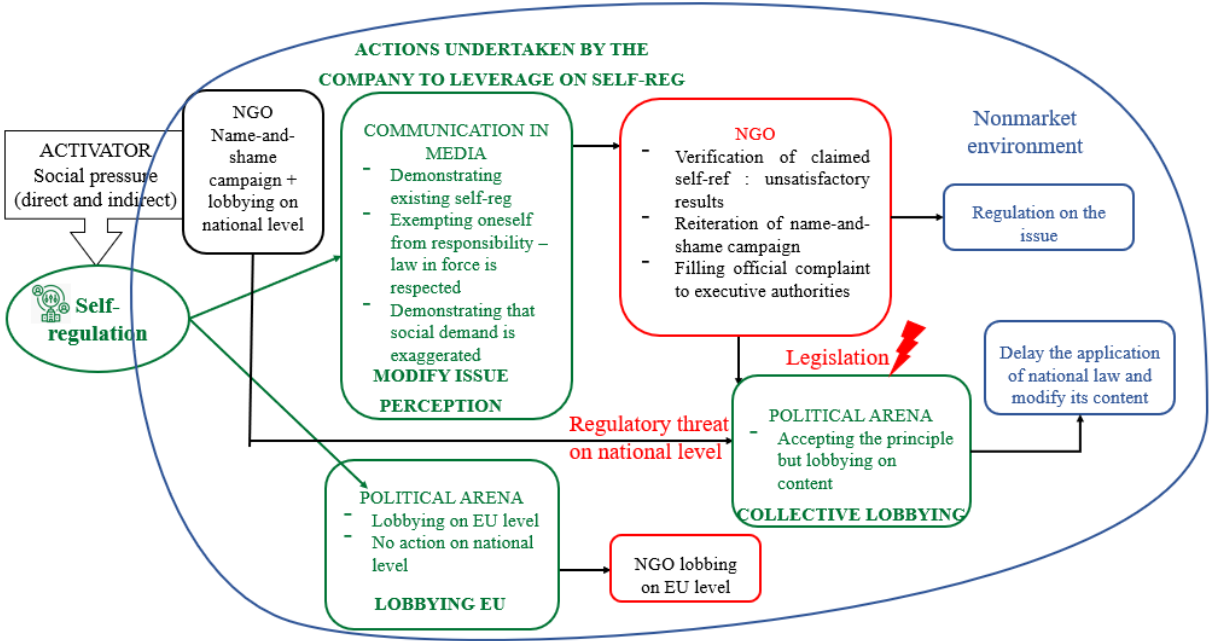 ACTIONS UNDERTAKEN BY THE
COMPANY TO LEVERAGE ON SELF-REG
ACTIVATOR
Social pressure
(direct and indirect)
NGO
Name-and-
shame
campaign +
lobbying on
national level
Self-
regulation
COMMUNICATION IN
MEDIA
- Demonstrating
existing self-reg
- Exempting oneself
from responsibility –
law in force is
respected
- Demonstrating that
social demand is
exaggerated
MODIFY ISSUE
PERCEPTION
NGO
- Verification of claimed
self-ref : unsatisfactory
results
- Reiteration of name-and-
shame campaign
- Filling official complaint
to executive authorities
Nonmarket
environment
Regulation on the
issue
Legislation
Delay the application
of national law and
modify its content
Regulatory threat
on national level
POLITICAL ARENA
- Accepting the principle
but lobbying on
content
COLLECTIVE LOBBYING
POLITICAL ARENA
- Lobbying on EU level
- No action on national
level
LOBBYING EU
NGO lobbing
on EU level